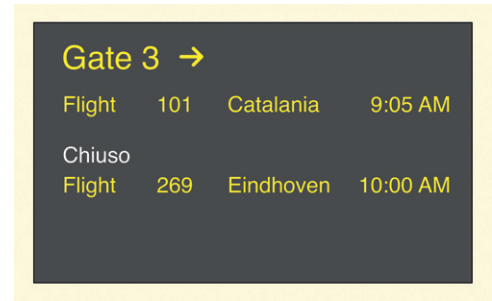 Gate 3 →
Flight 101 Catalania 9:05 AM
Chiuso
Flight 269 Eindhoven 10:00 AM